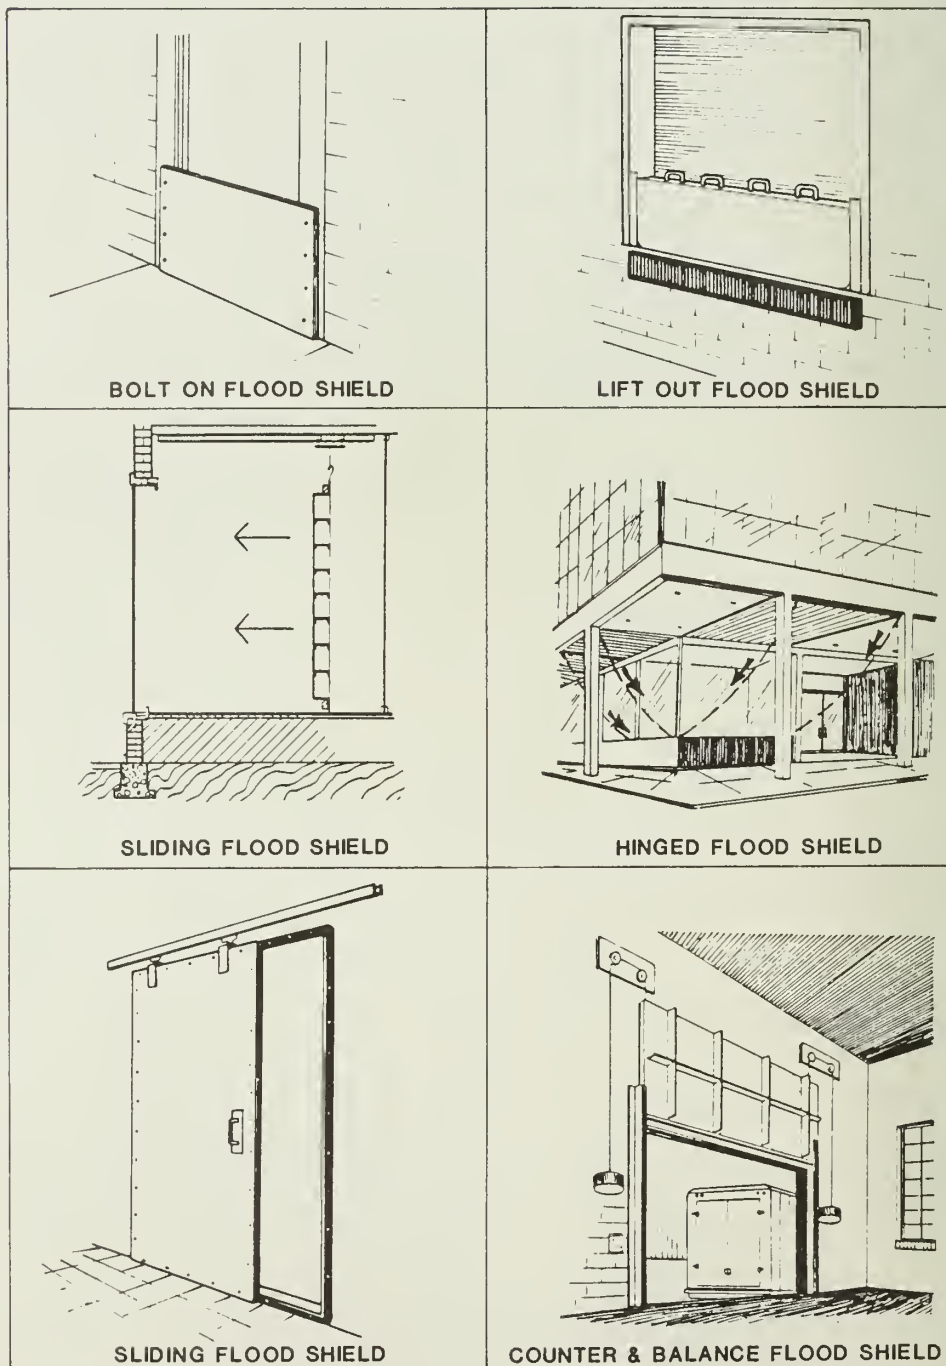 BOLT ON FLOOD SHIELD
LIFT OUT FLOOD SHIELD
SLIDING FLOOD SHIELD
HINGED FLOOD SHIELD
SLIDING FLOOD SHIELD
COUNTER & BALANCE FLOOD SHIELD